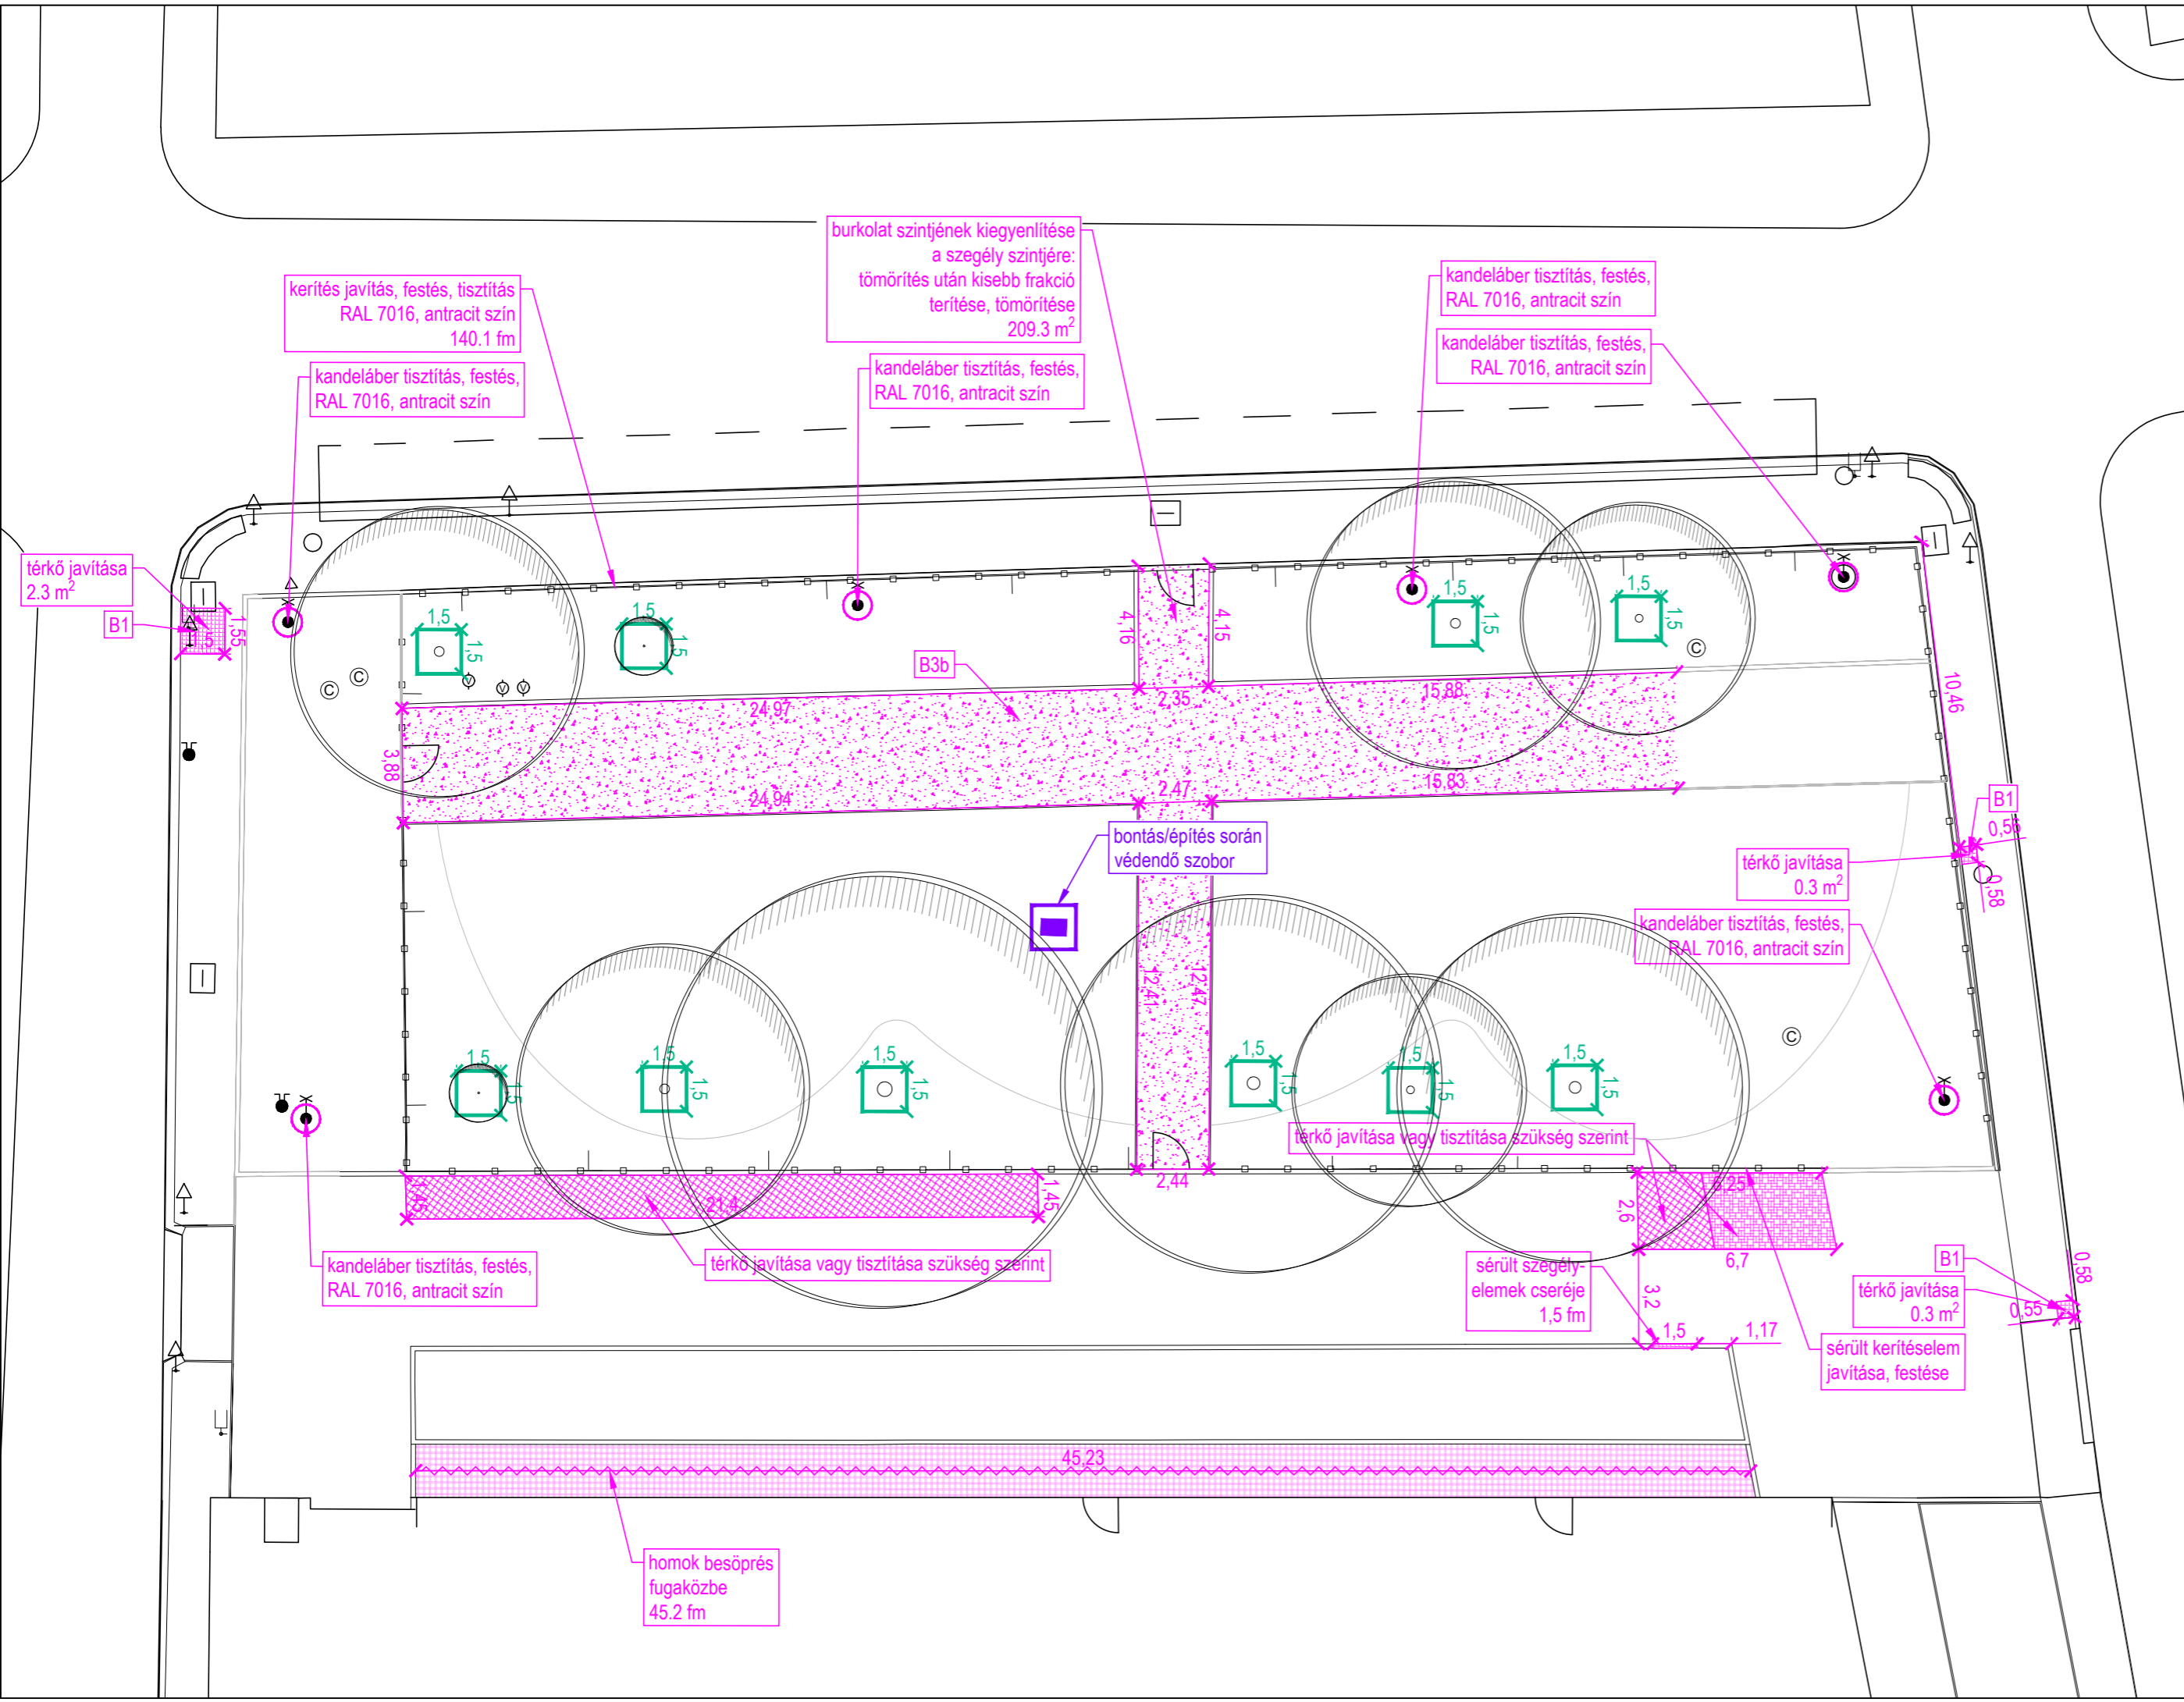 burkolat szintjének kiegyenlítése
a szegély szintjére:
tömörítés után kisebb frakció
terítése, tömörítése
209.3 m²
kerítés javítás, festés, tisztítás
RAL 7016, antracit szín
140.1 fm
kandeláber tisztítás, festés,
RAL 7016, antracit szín
kandeláber tisztítás, festés,
RAL 7016, antracit szín
kandeláber tisztítás, festés,
RAL 7016, antracit szín
kandeláber tisztítás, festés,
RAL 7016, antracit szín
térkő javítása
2.3 m²
B1
1,55
1,5
1,5
1,5
1,5
4,16
4,15
1,5
1,5
1,5
1,5
B3b
C
C
V
V
V
C
24,97
2,35
15,88
10,46
3,88
24,94
2,47
15,83
B1
0,55
0,58
térkő javítása
0.3 m²
bontás/építés során
védendő szobor
kandeláber tisztítás, festés,
RAL 7016, antracit szín
12,41
12,47
C
1,5
1,5
1,5
1,5
1,5
1,5
1,5
1,5
1,5
1,5
1,5
1,5
térkő javítása vagy tisztítása szükség szerint
1,45
21,4
1,45
2,44
2,6
6,25
6,7
térkő javítása vagy tisztítása szükség szerint
kandeláber tisztítás, festés,
RAL 7016, antracit szín
sérült szegély-
elemek cseréje
1,5 fm
3,2
1,5
1,17
B1
térkő javítása
0.3 m²
0,58
0,55
sérült kerítéselem
javítása, festése
45,23
homok besöprés
fugaközbe
45.2 fm